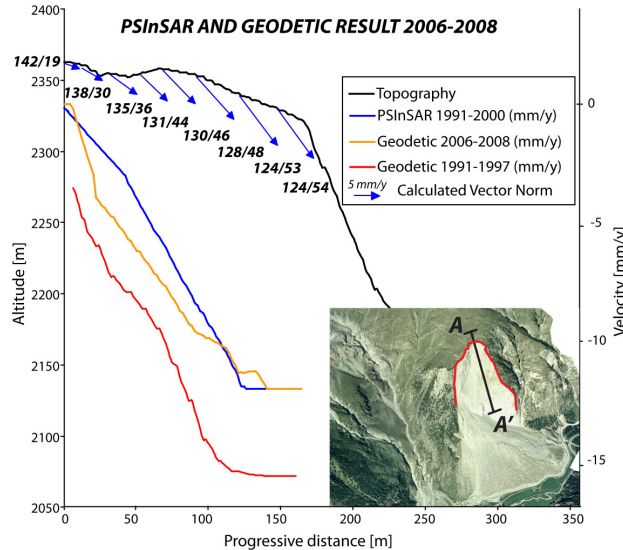 PSInSAR AND GEODETIC RESULT 2006-2008
2400
2350
2300
2250
2200
2150
2100
2050
Altitude [m]
142/19
138/30
135/36
131/44
130/46
128/48
124/53
124/54
Topography
PSInSAR 1991-2000 (mm/y)
Geodetic 2006-2008 (mm/y)
Geodetic 1991-1997 (mm/y)
5 mm/y
Calculated Vector Norm
0
-5
-10
-15
Velocity [mm/y]
A
A'
0
50
100
150
200
250
300
350
Progressive distance [m]